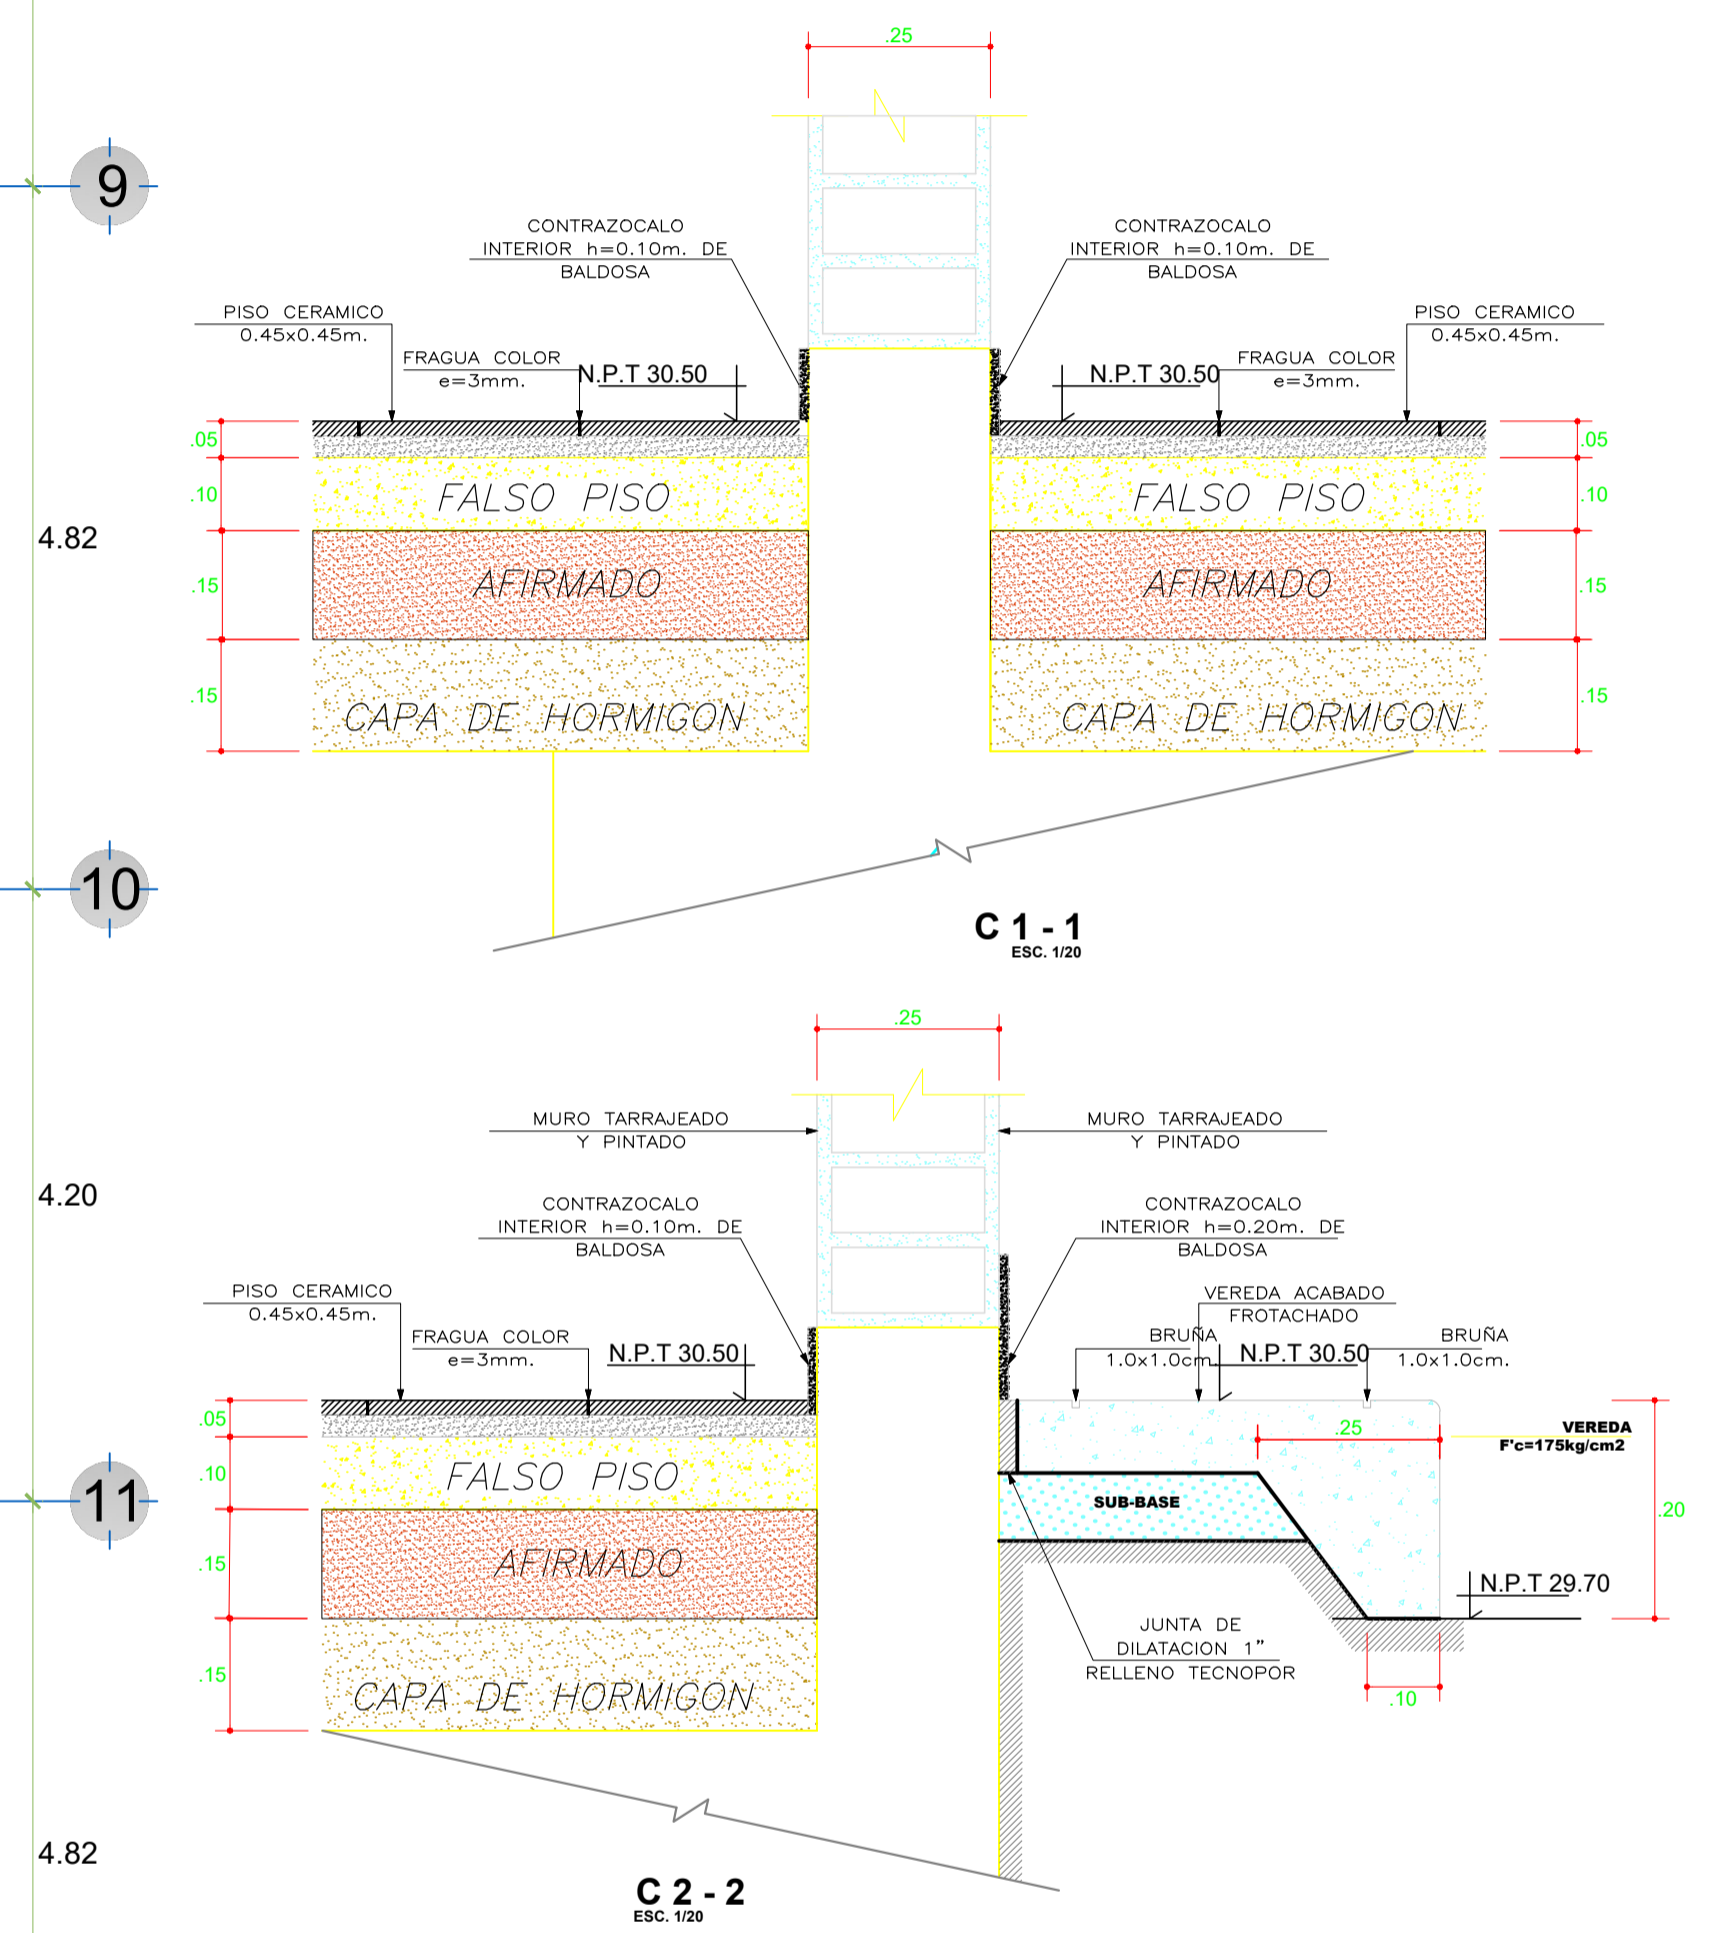 .25
9
CONTRAZOCALO
INTERIOR h=0.10m. DE
BALDOSA
CONTRAZOCALO
INTERIOR h=0.10m. DE
BALDOSA
PISO CERAMICO
0.45x0.45m.
PISO CERAMICO
0.45x0.45m.
FRAGUA COLOR
e=3mm.
N.P.T 30.50
N.P.T 30.50
FRAGUA COLOR
e=3mm.
.05
.05
.10
FALSO PISO
FALSO PISO
.10
4.82
.15
AFIRMADO
AFIRMADO
.15
.15
CAPA DE HORMIGON
CAPA DE HORMIGON
.15
10
C 1 - 1
ESC. 1/20
.25
MURO TARRAJEADO
Y PINTADO
MURO TARRAJEADO
Y PINTADO
4.20
CONTRAZOCALO
INTERIOR h=0.10m. DE
BALDOSA
CONTRAZOCALO
INTERIOR h=0.20m. DE
BALDOSA
PISO CERAMICO
0.45x0.45m.
VEREDA ACABADO
FROTACHADO
FRAGUA COLOR
e=3mm.
N.P.T 30.50
BRUÑA
1.0x1.0cm.
N.P.T 30.50
BRUÑA
1.0x1.0cm.
.05
.25
VEREDA
F'c=175kg/cm2
.10
FALSO PISO
11
SUB-BASE
.20
.15
AFIRMADO
N.P.T 29.70
JUNTA DE
DILATACION 1”
RELLENO TECNOPOR
.15
CAPA DE HORMIGON
.10
4.82
C 2 - 2
ESC. 1/20